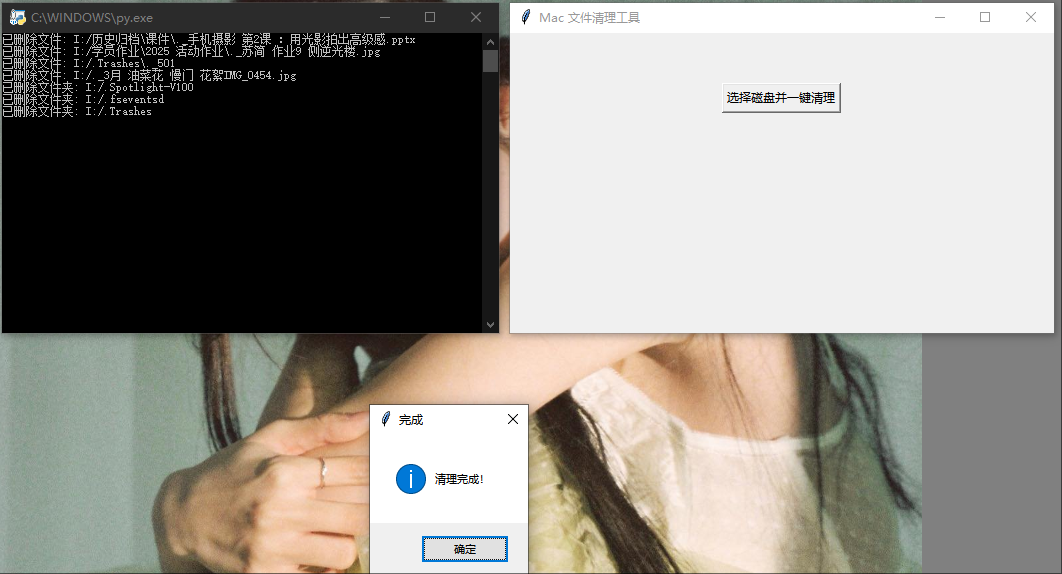 C:\WINDOWS\py.exe
已删除文件: I:/历史归档\课件\._手机摄影 第2课 : 用光影拍出高级感.pptx
已删除文件: I:/学员作业\2025 活动作业\._苏简 作业9 侧逆光楼.jpg
已删除文件: I:/.Trashes\._501
已删除文件: I:/._3月 油菜花 慢门 花絮IMG_0454.jpg
已删除文件夹: I:/.Spotlight-V100
已删除文件夹: I:/.fseventsd
已删除文件夹: I:/.Trashes
Mac 文件清理工具
选择磁盘并一键清理
完成
清理完成!
确定